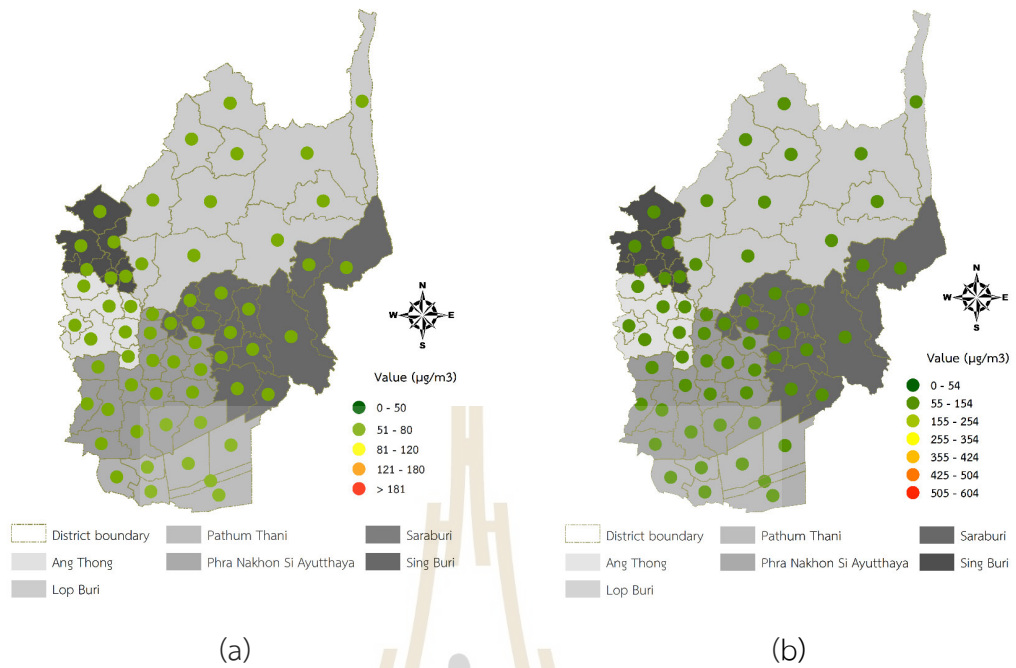 N
W E
S
Value (µg/m3)
0 - 50
51 - 80
81 - 120
121 - 180
> 181
District boundary
Pathum Thani
Saraburi
Ang Thong
Phra Nakhon Si Ayutthaya
Sing Buri
Lop Buri
(a)
N
W E
S
Value (µg/m3)
0 - 54
55 - 154
155 - 254
255 - 354
355 - 424
425 - 504
505 - 604
District boundary
Pathum Thani
Saraburi
Ang Thong
Phra Nakhon Si Ayutthaya
Sing Buri
Lop Buri
(b)